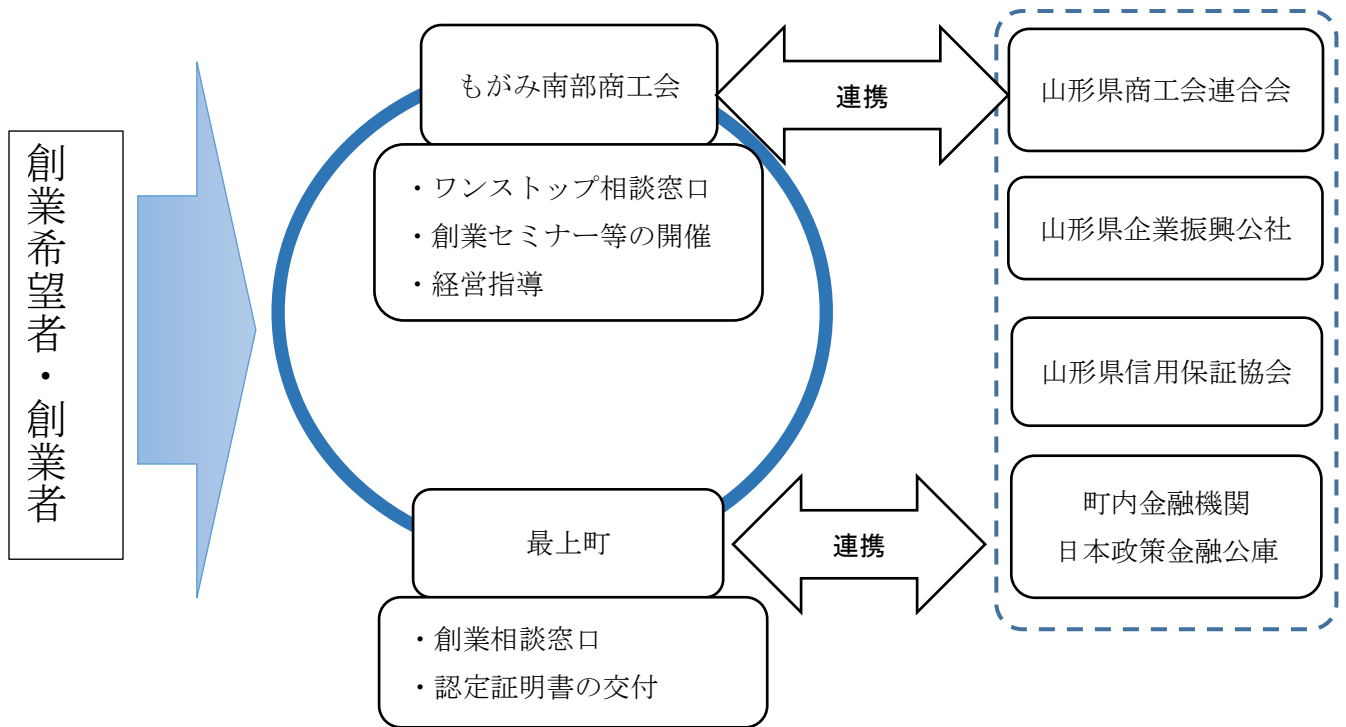 創業希望者・創業者
もがみ南部商工会
・ワンストップ相談窓口
・創業セミナー等の開催
・経営指導
最上町
・創業相談窓口
・認定証明書の交付
連携
連携
山形県商工会連合会
山形県企業振興公社
山形県信用保証協会
町内金融機関
日本政策金融公庫